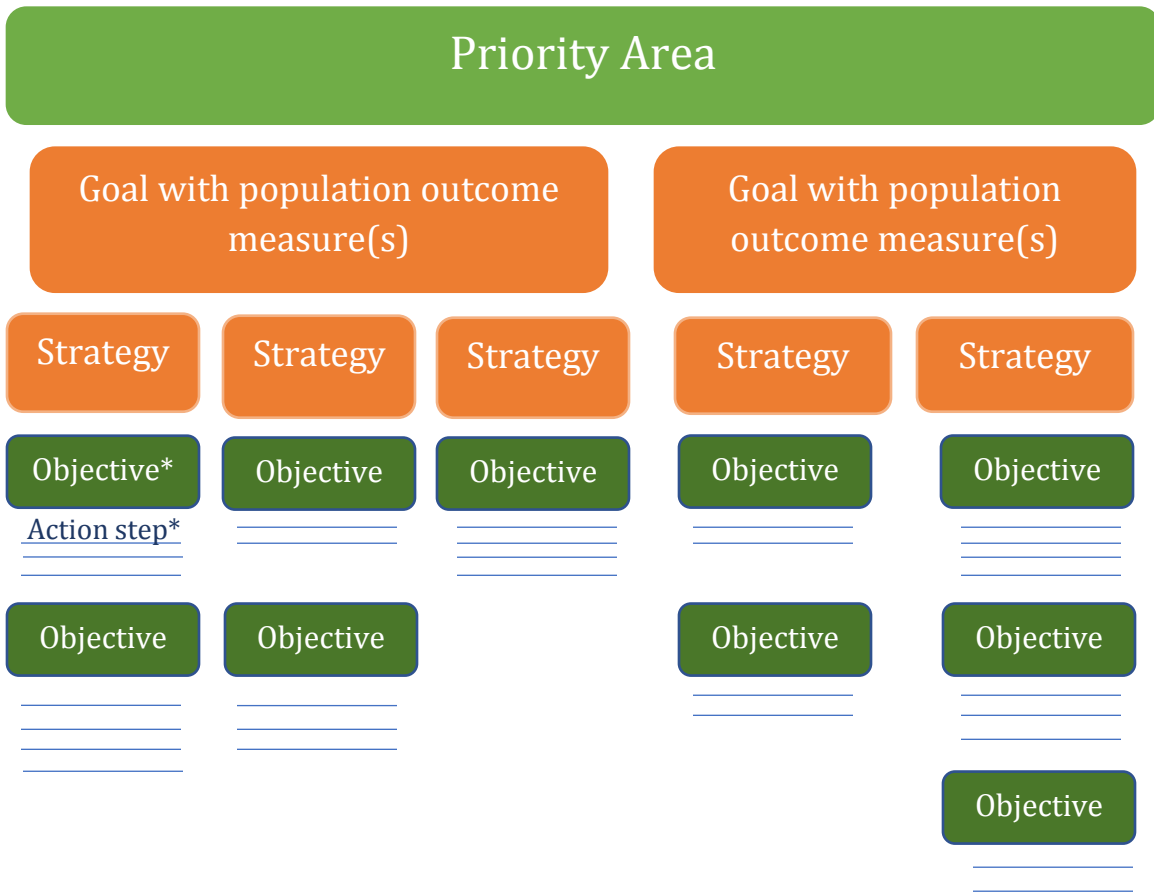 Priority Area
Goal with population outcome
measure(s)
Goal with population
outcome measure(s)
Strategy
Strategy
Strategy
Strategy
Strategy
Objective*
Objective
Objective
Objective
Objective
Action step*
Objective
Objective
Objective
Objective
Objective